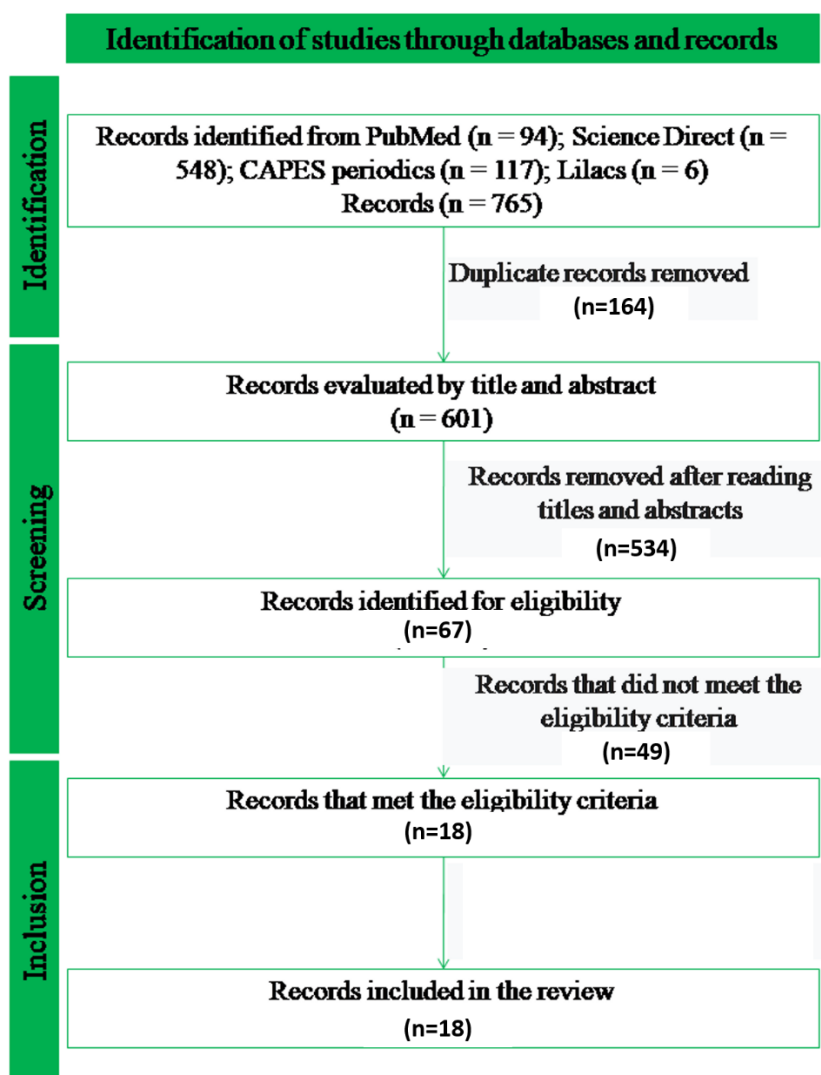 Identification of studies through databases and records
Identification
Records identified from PubMed (n = 94); Science Direct (n =
548); CAPES periodics (n = 117); Lilacs (n = 6)
Records (n = 765)
Duplicate records removed
(n=164)
Screening
Records evaluated by title and abstract
(n = 601)
Records removed after reading
titles and abstracts
(n=534)
Records identified for eligibility
(n=67)
Records that did not meet the
eligibility criteria
(n=49)
Inclusion
Records that met the eligibility criteria
(n=18)
Records included in the review
(n=18)